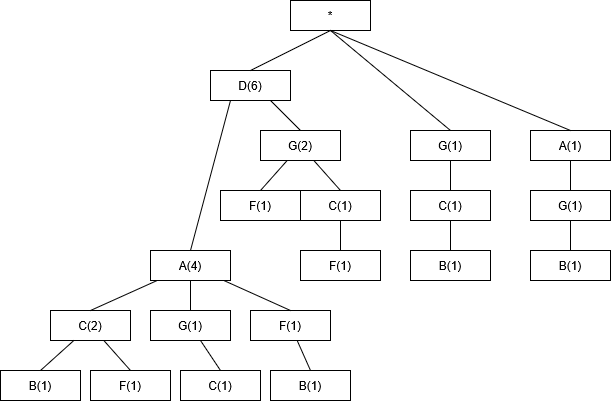 *
D(6)
G(2) G(1) A(1)
F(1) C(1) C(1) G(1)
A(4) F(1) B(1) B(1)
C(2) G(1) F(1)
B(1) F(1) C(1) B(1)